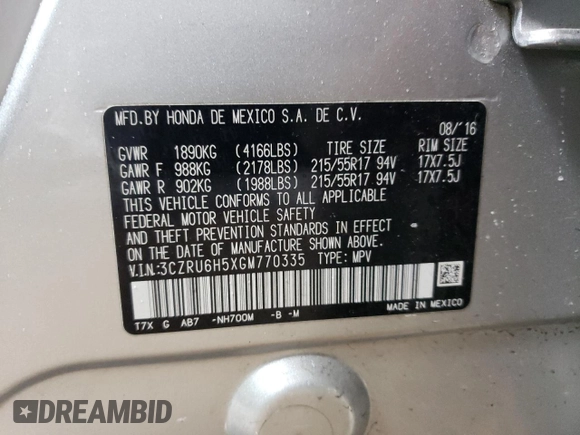 MFD.BY HONDA DE MEXICO S.A. DE C.V.
08/'16
GVWR 1890KG (4166LBS) TIRE SIZE RIM SIZE
GAWR F 988KG (2178LBS) 215/55R17 94V 17X7.5J
GAWR R 902KG (1988LBS) 215/55R17 94V 17X7.5J
THIS VEHICLE CONFORMS TO ALL APPLICABLE
FEDERAL MOTOR VEHICLE SAFETY
AND THEFT PREVENTION STANDARDS IN EFFECT
ON THE DATE OF MANUFACTURE SHOWN ABOVE.
V.I.N.:3CZRU6H5XGM770335 TYPE: MPV
T7X G AB7 -NH700M -B -M
MADE IN MEXICO
DREAMBID